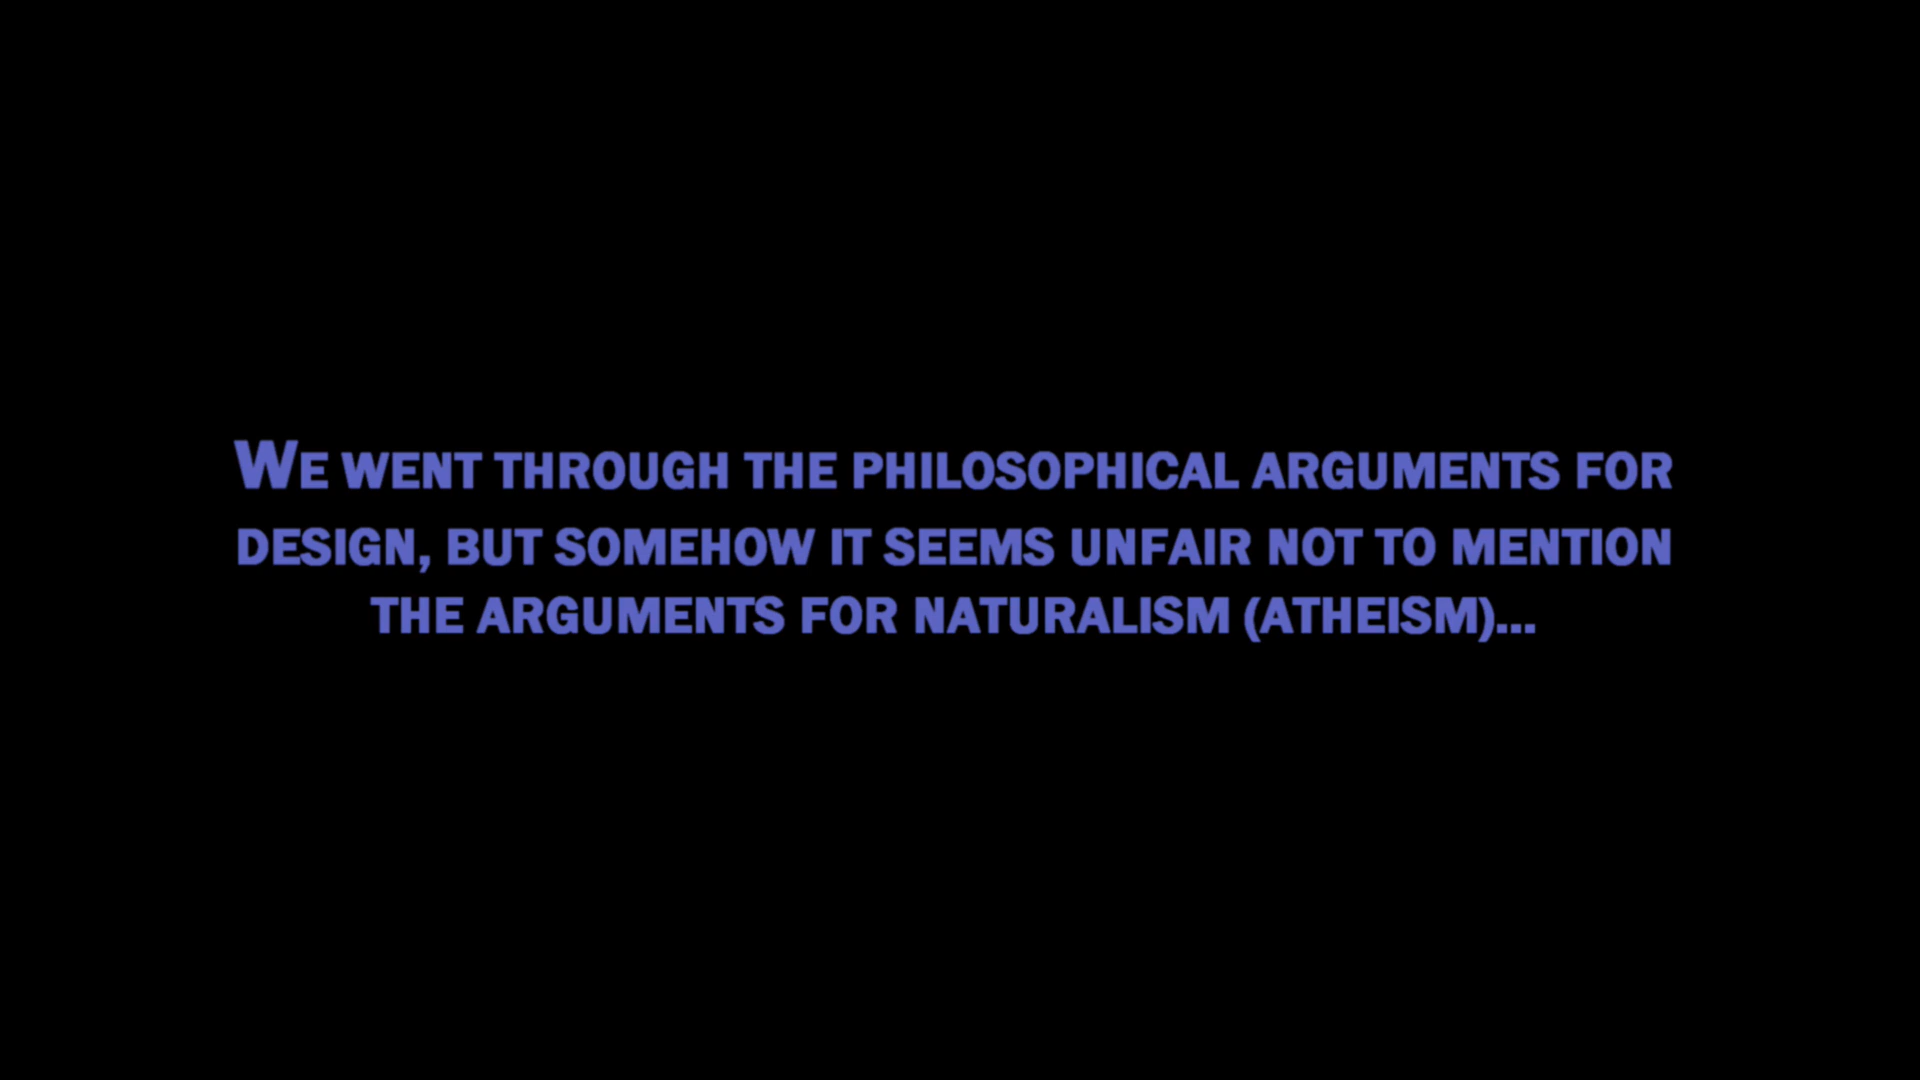 WE WENT THROUGH THE PHILOSOPHICAL ARGUMENTS FOR
DESIGN, BUT SOMEHOW IT SEEMS UNFAIR NOT TO MENTION
THE ARGUMENTS FOR NATURALISM (ATHEISM)...